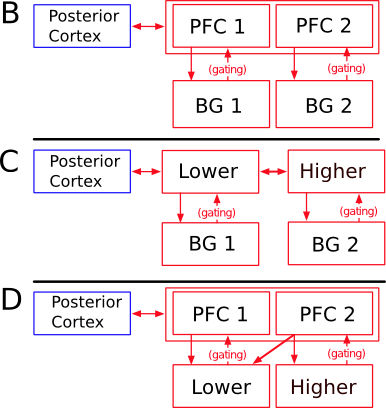 B
Posterior
Cortex
PFC 1
PFC 2
(gating)
(gating)
BG 1
BG 2
C
Posterior
Cortex
Lower
Higher
(gating)
(gating)
BG 1
BG 2
D
Posterior
Cortex
PFC 1
PFC 2
(gating)
(gating)
Lower
Higher